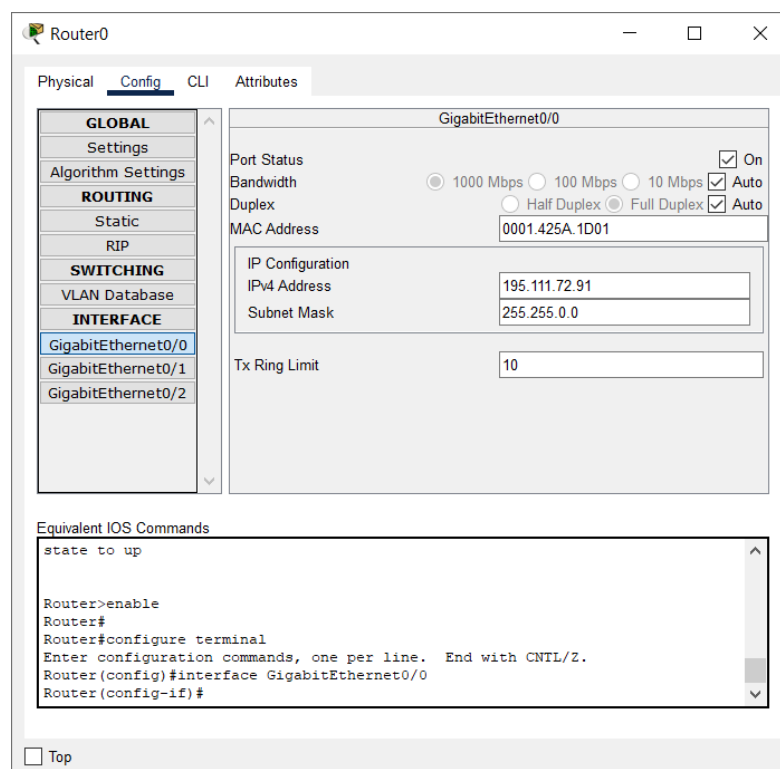 Router0
Physical Config CLI Attributes
GLOBAL
Settings
Algorithm Settings
ROUTING
Static
RIP
SWITCHING
VLAN Database
INTERFACE
GigabitEthernet0/0
GigabitEthernet0/1
GigabitEthernet0/2
GigabitEthernet0/0
Port Status On
Bandwidth 1000 Mbps 100 Mbps 10 Mbps Auto
Duplex Half Duplex Full Duplex Auto
MAC Address 0001.425A.1D01
IP Configuration
IPv4 Address 195.111.72.91
Subnet Mask 255.255.0.0
Tx Ring Limit 10
Equivalent IOS Commands
state to up
Router>enable
Router#
Router#configure terminal
Enter configuration commands, one per line. End with CNTL/Z.
Router(config)#interface GigabitEthernet0/0
Router(config-if)#
Top